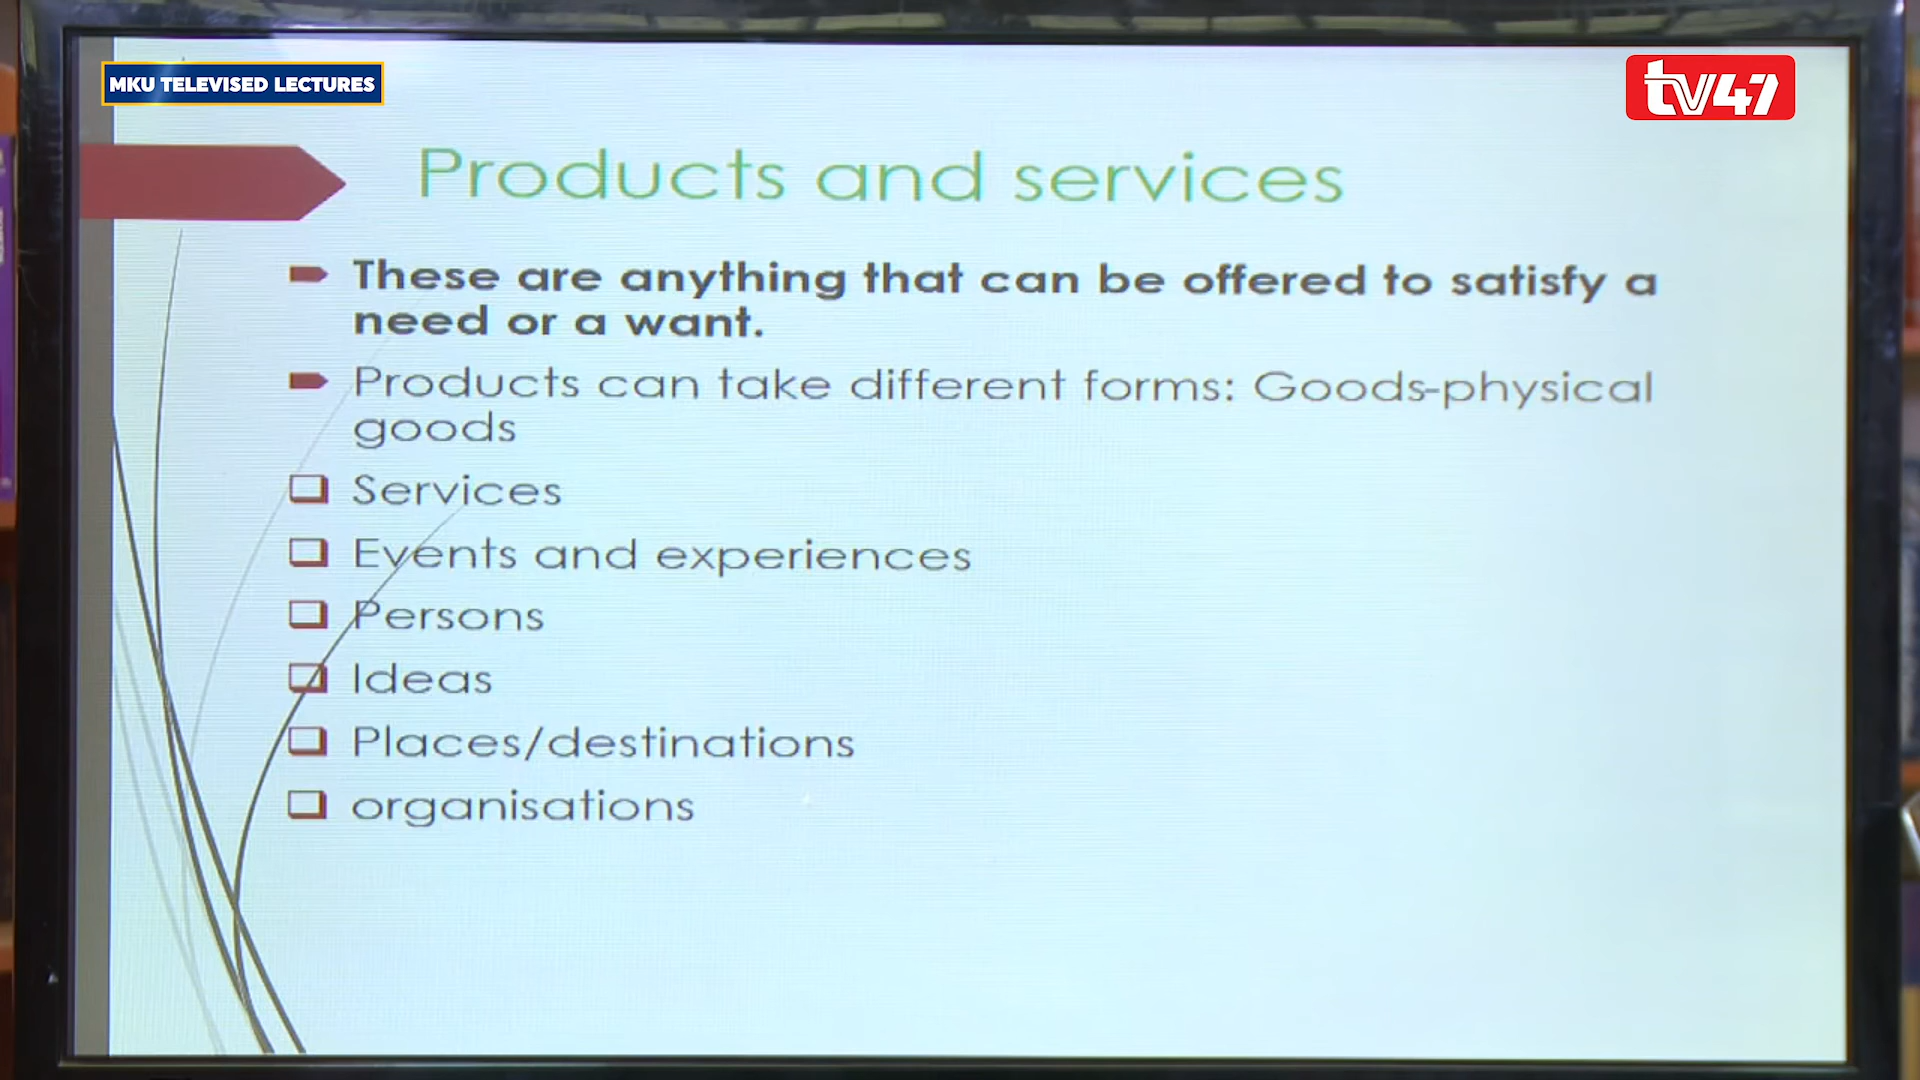 MKU TELEVISED LECTURES
tv47
Products and services
These are anything that can be offered to satisfy a
need or a want.
Products can take different forms: Goods-physical
goods
Services
Events and experiences
Persons
Ideas
Places/destinations
organisations